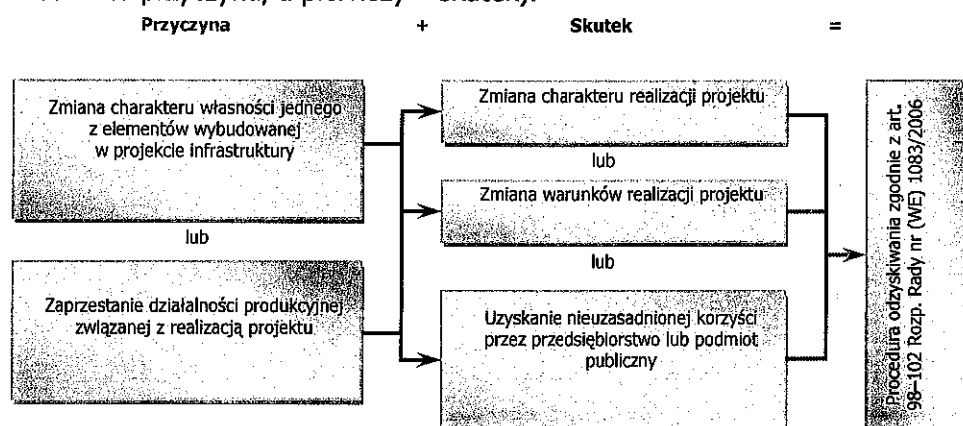 Przyczyna + Skutek =
Zmiana charakteru własności jednego
z elementów wybudowanej
w projekcie infrastruktury
lub
Zaprzestanie działalności produkcyjnej
związanej z realizacją projektu
Zmiana charakteru realizacji projektu
lub
Zmiana warunków realizacji projektu
lub
Uzyskanie nieuzasadnionej korzyści
przez przedsiębiorstwo lub podmiot
publiczny
Procedura odzyskiwania zgodnie z art.
98–102 Rozp. Rady nr (WE) 1083/2006